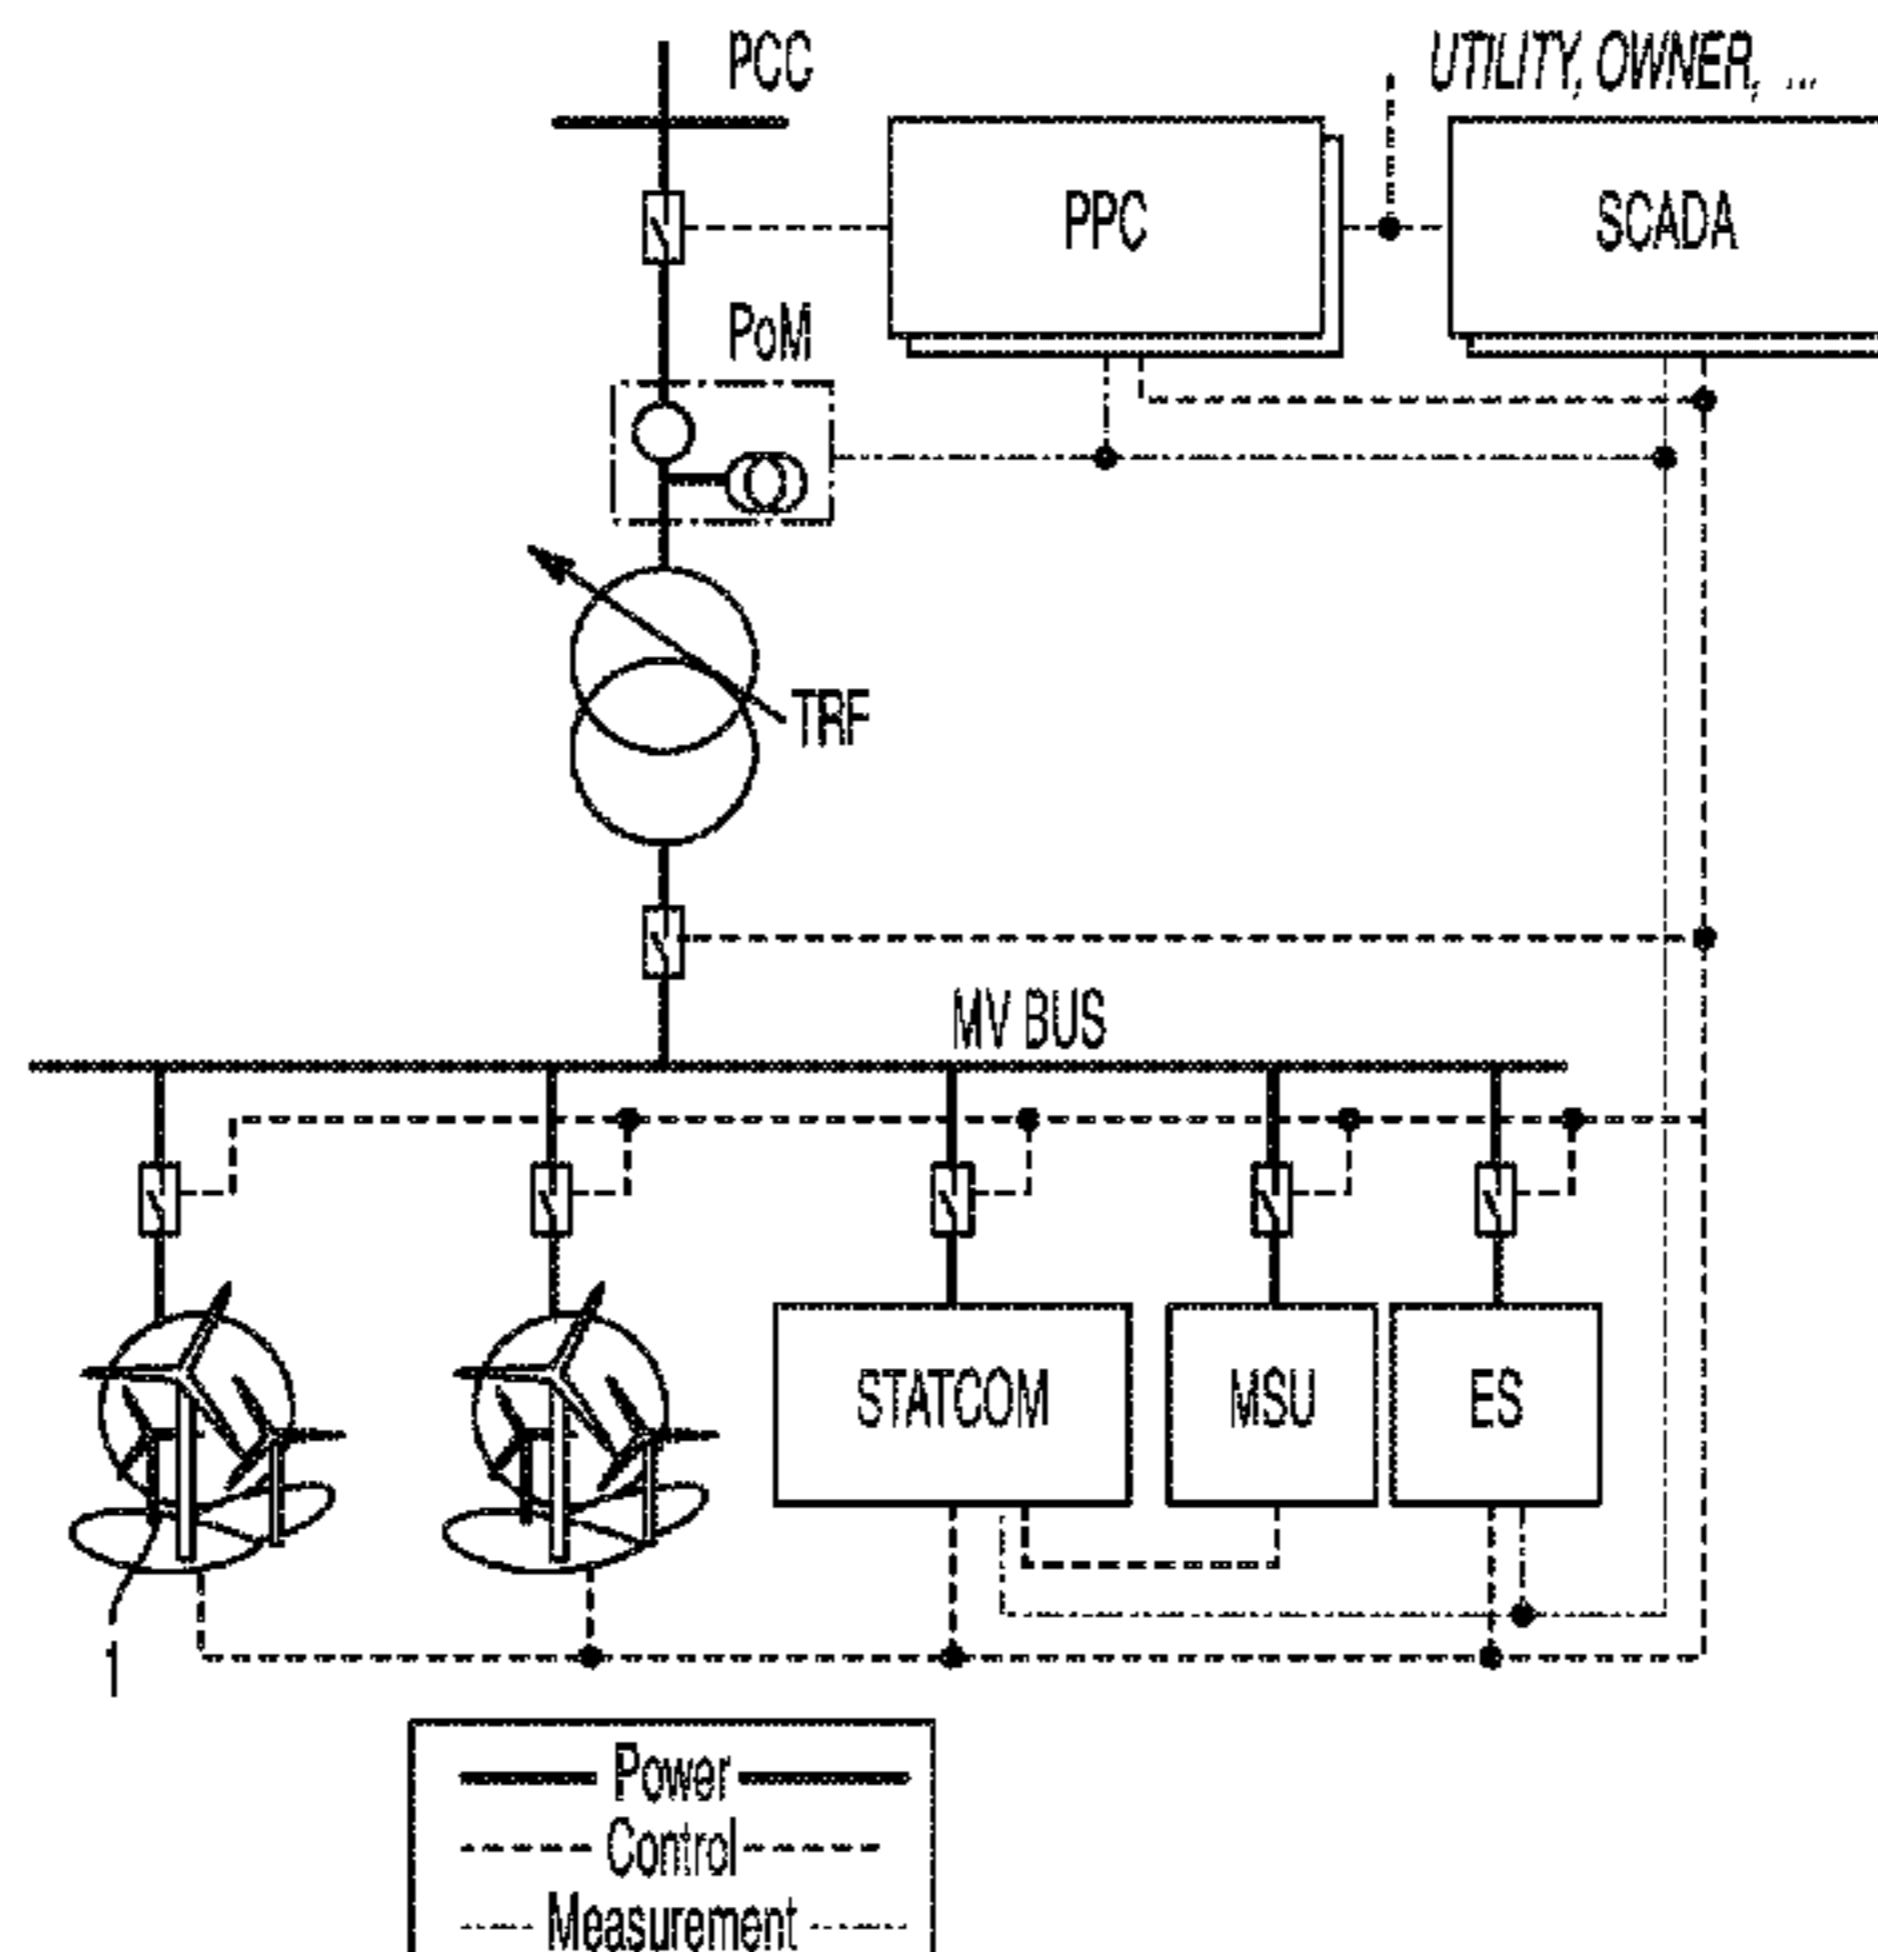 PCC
UTILITY, OWNER, ...
PPC
SCADA
PoM
TRF
MV BUS
STATCOM
MSU
ES
1
Power
Control
Measurement